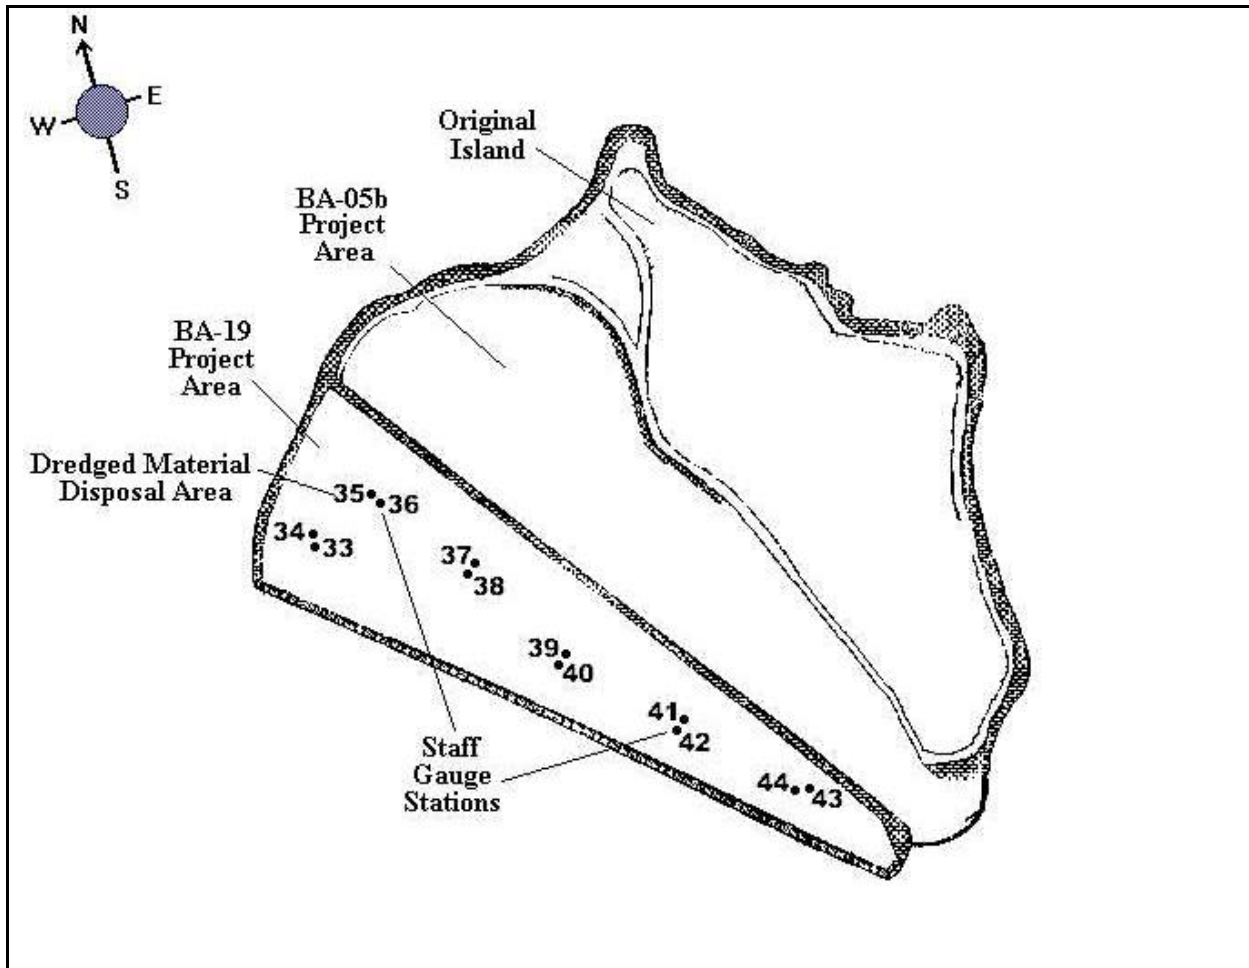 N
E
W
S
Original
Island
BA-05b
Project
Area
BA-19
Project
Area
Dredged Material
Disposal Area
35
36
34
33
37
38
39
40
41
42
44
43
Staff
Gauge
Stations